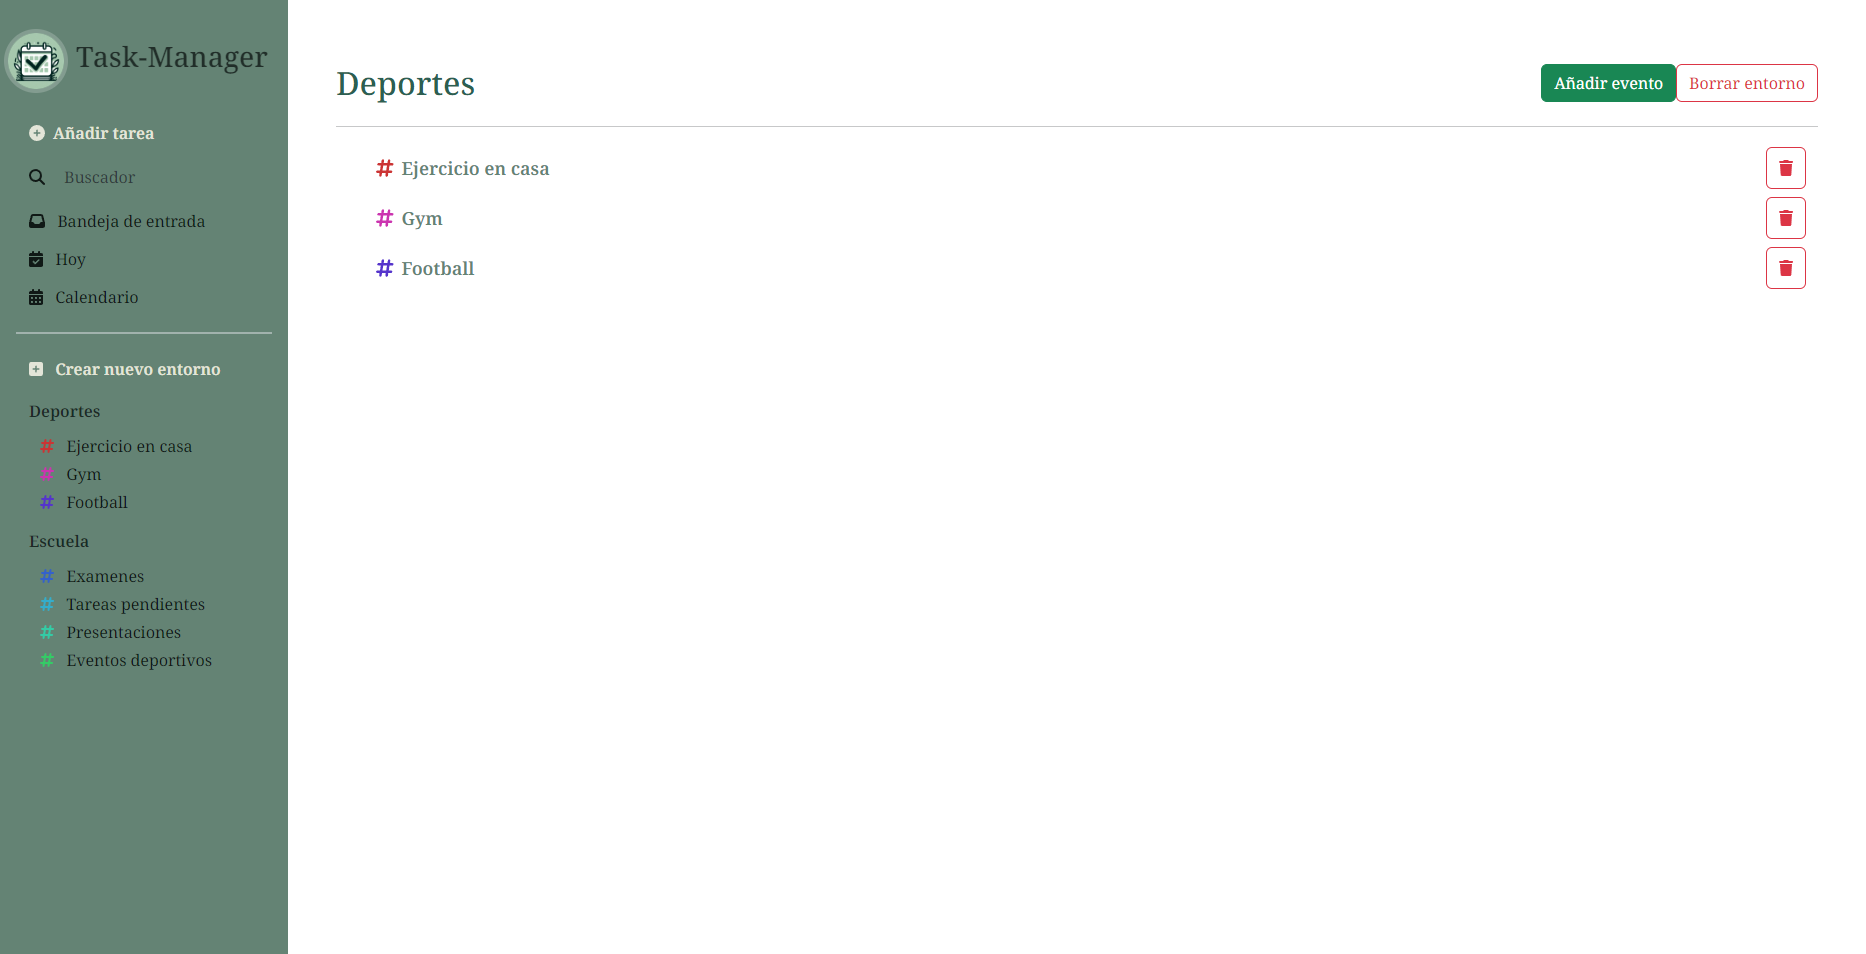 Task-Manager
Añadir tarea
Buscador
Bandeja de entrada
Hoy
Calendario
Crear nuevo entorno
Deportes
# Ejercicio en casa
# Gym
# Football
Escuela
# Examenes
# Tareas pendientes
# Presentaciones
# Eventos deportivos
Deportes
Añadir evento
Borrar entorno
# Ejercicio en casa
# Gym
# Football